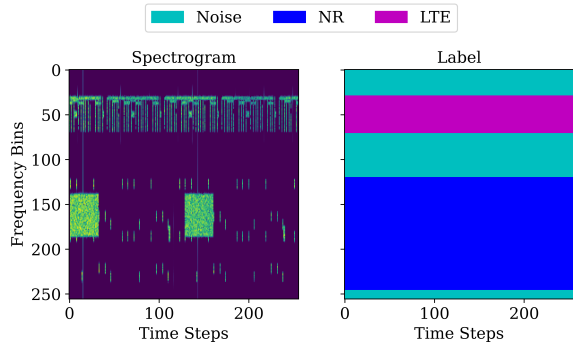 Noise NR LTE
Spectrogram Label
0
50
100
150
200
250
Frequency Bins
0 100 200 0 100 200
Time Steps Time Steps